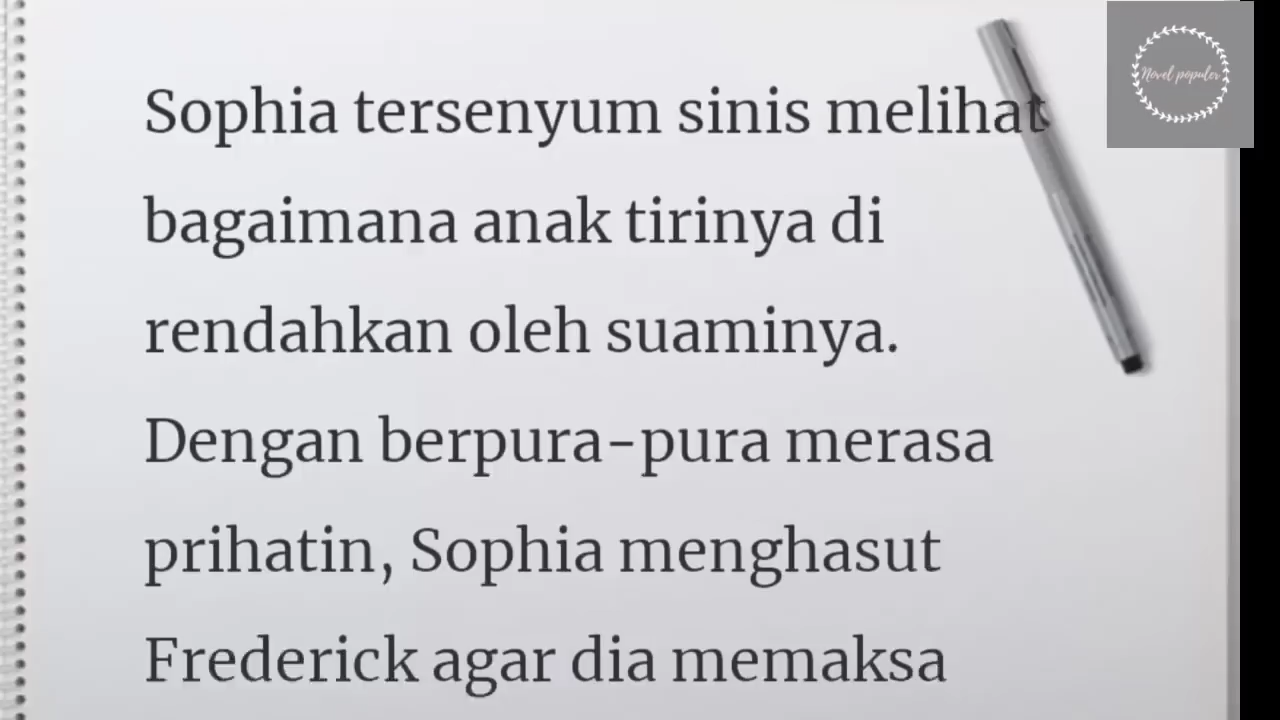 Sophia tersenyum sinis melihat
bagaimana anak tirinya di
rendahkan oleh suaminya.
Dengan berpura-pura merasa
prihatin, Sophia menghasut
Frederick agar dia memaksa
Novel populer